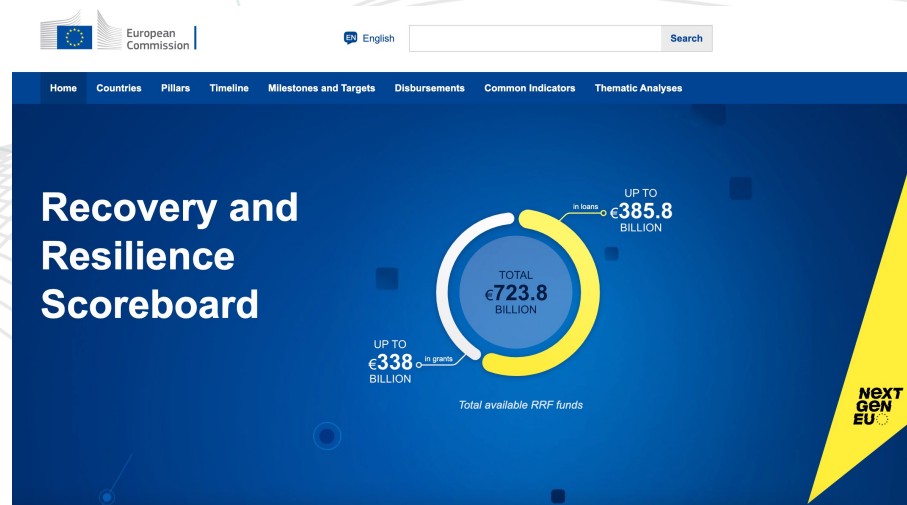 European
Commission
EN English
Search
Home Countries Pillars Timeline Milestones and Targets Disbursements Common Indicators Thematic Analyses
Recovery and
Resilience
Scoreboard
UP TO
in loans €385.8
BILLION
TOTAL
€723.8
BILLION
UP TO
€338 in grants
BILLION
Total available RRF funds
NEXT
GEN
EU